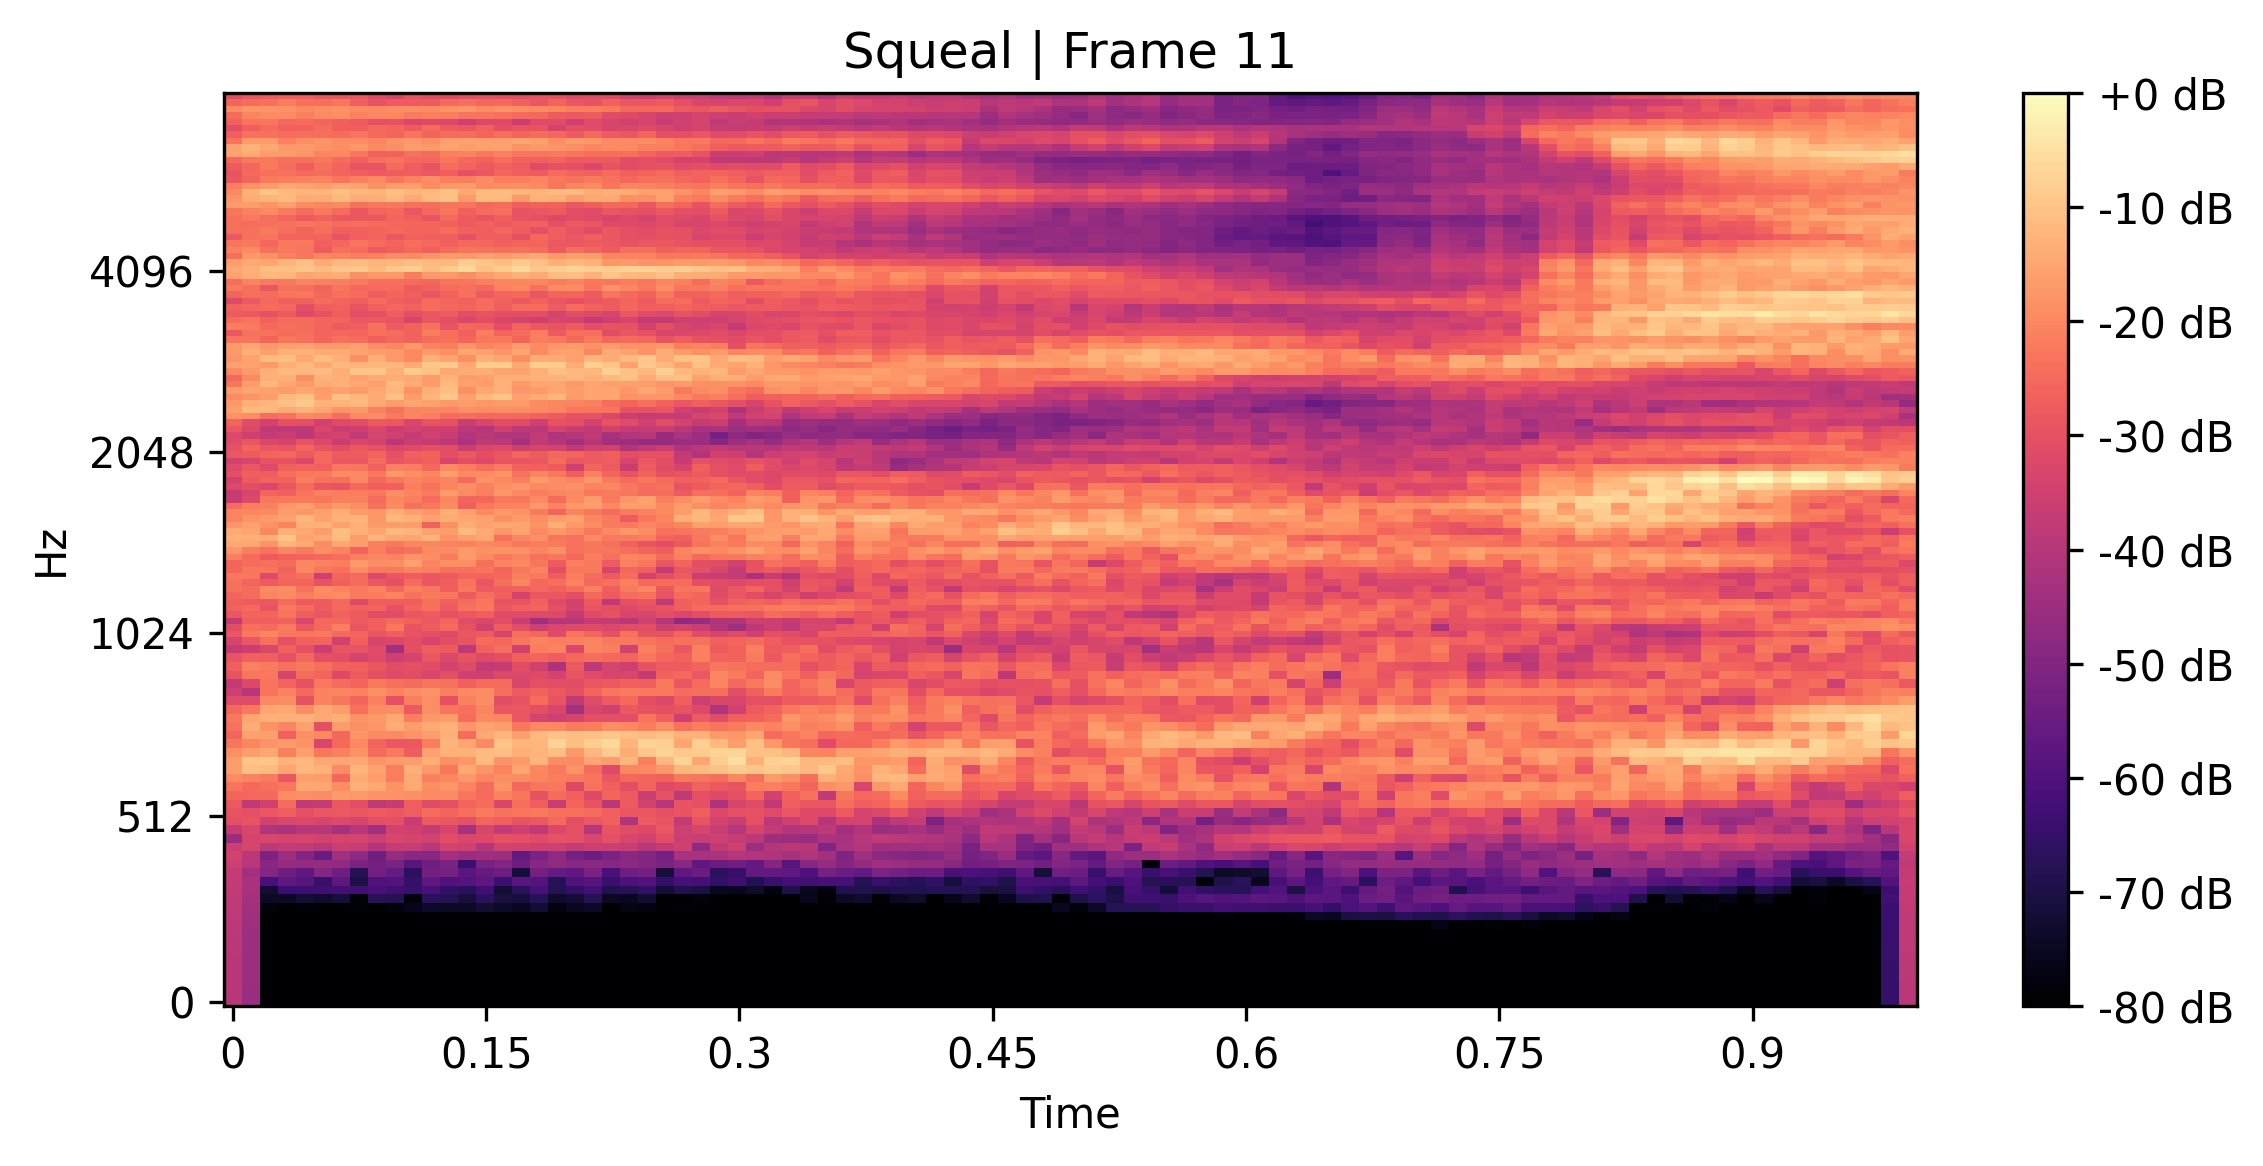 Squeal | Frame 11
Hz
4096
2048
1024
512
0
0 0.15 0.3 0.45 0.6 0.75 0.9
Time
+0 dB
-10 dB
-20 dB
-30 dB
-40 dB
-50 dB
-60 dB
-70 dB
-80 dB